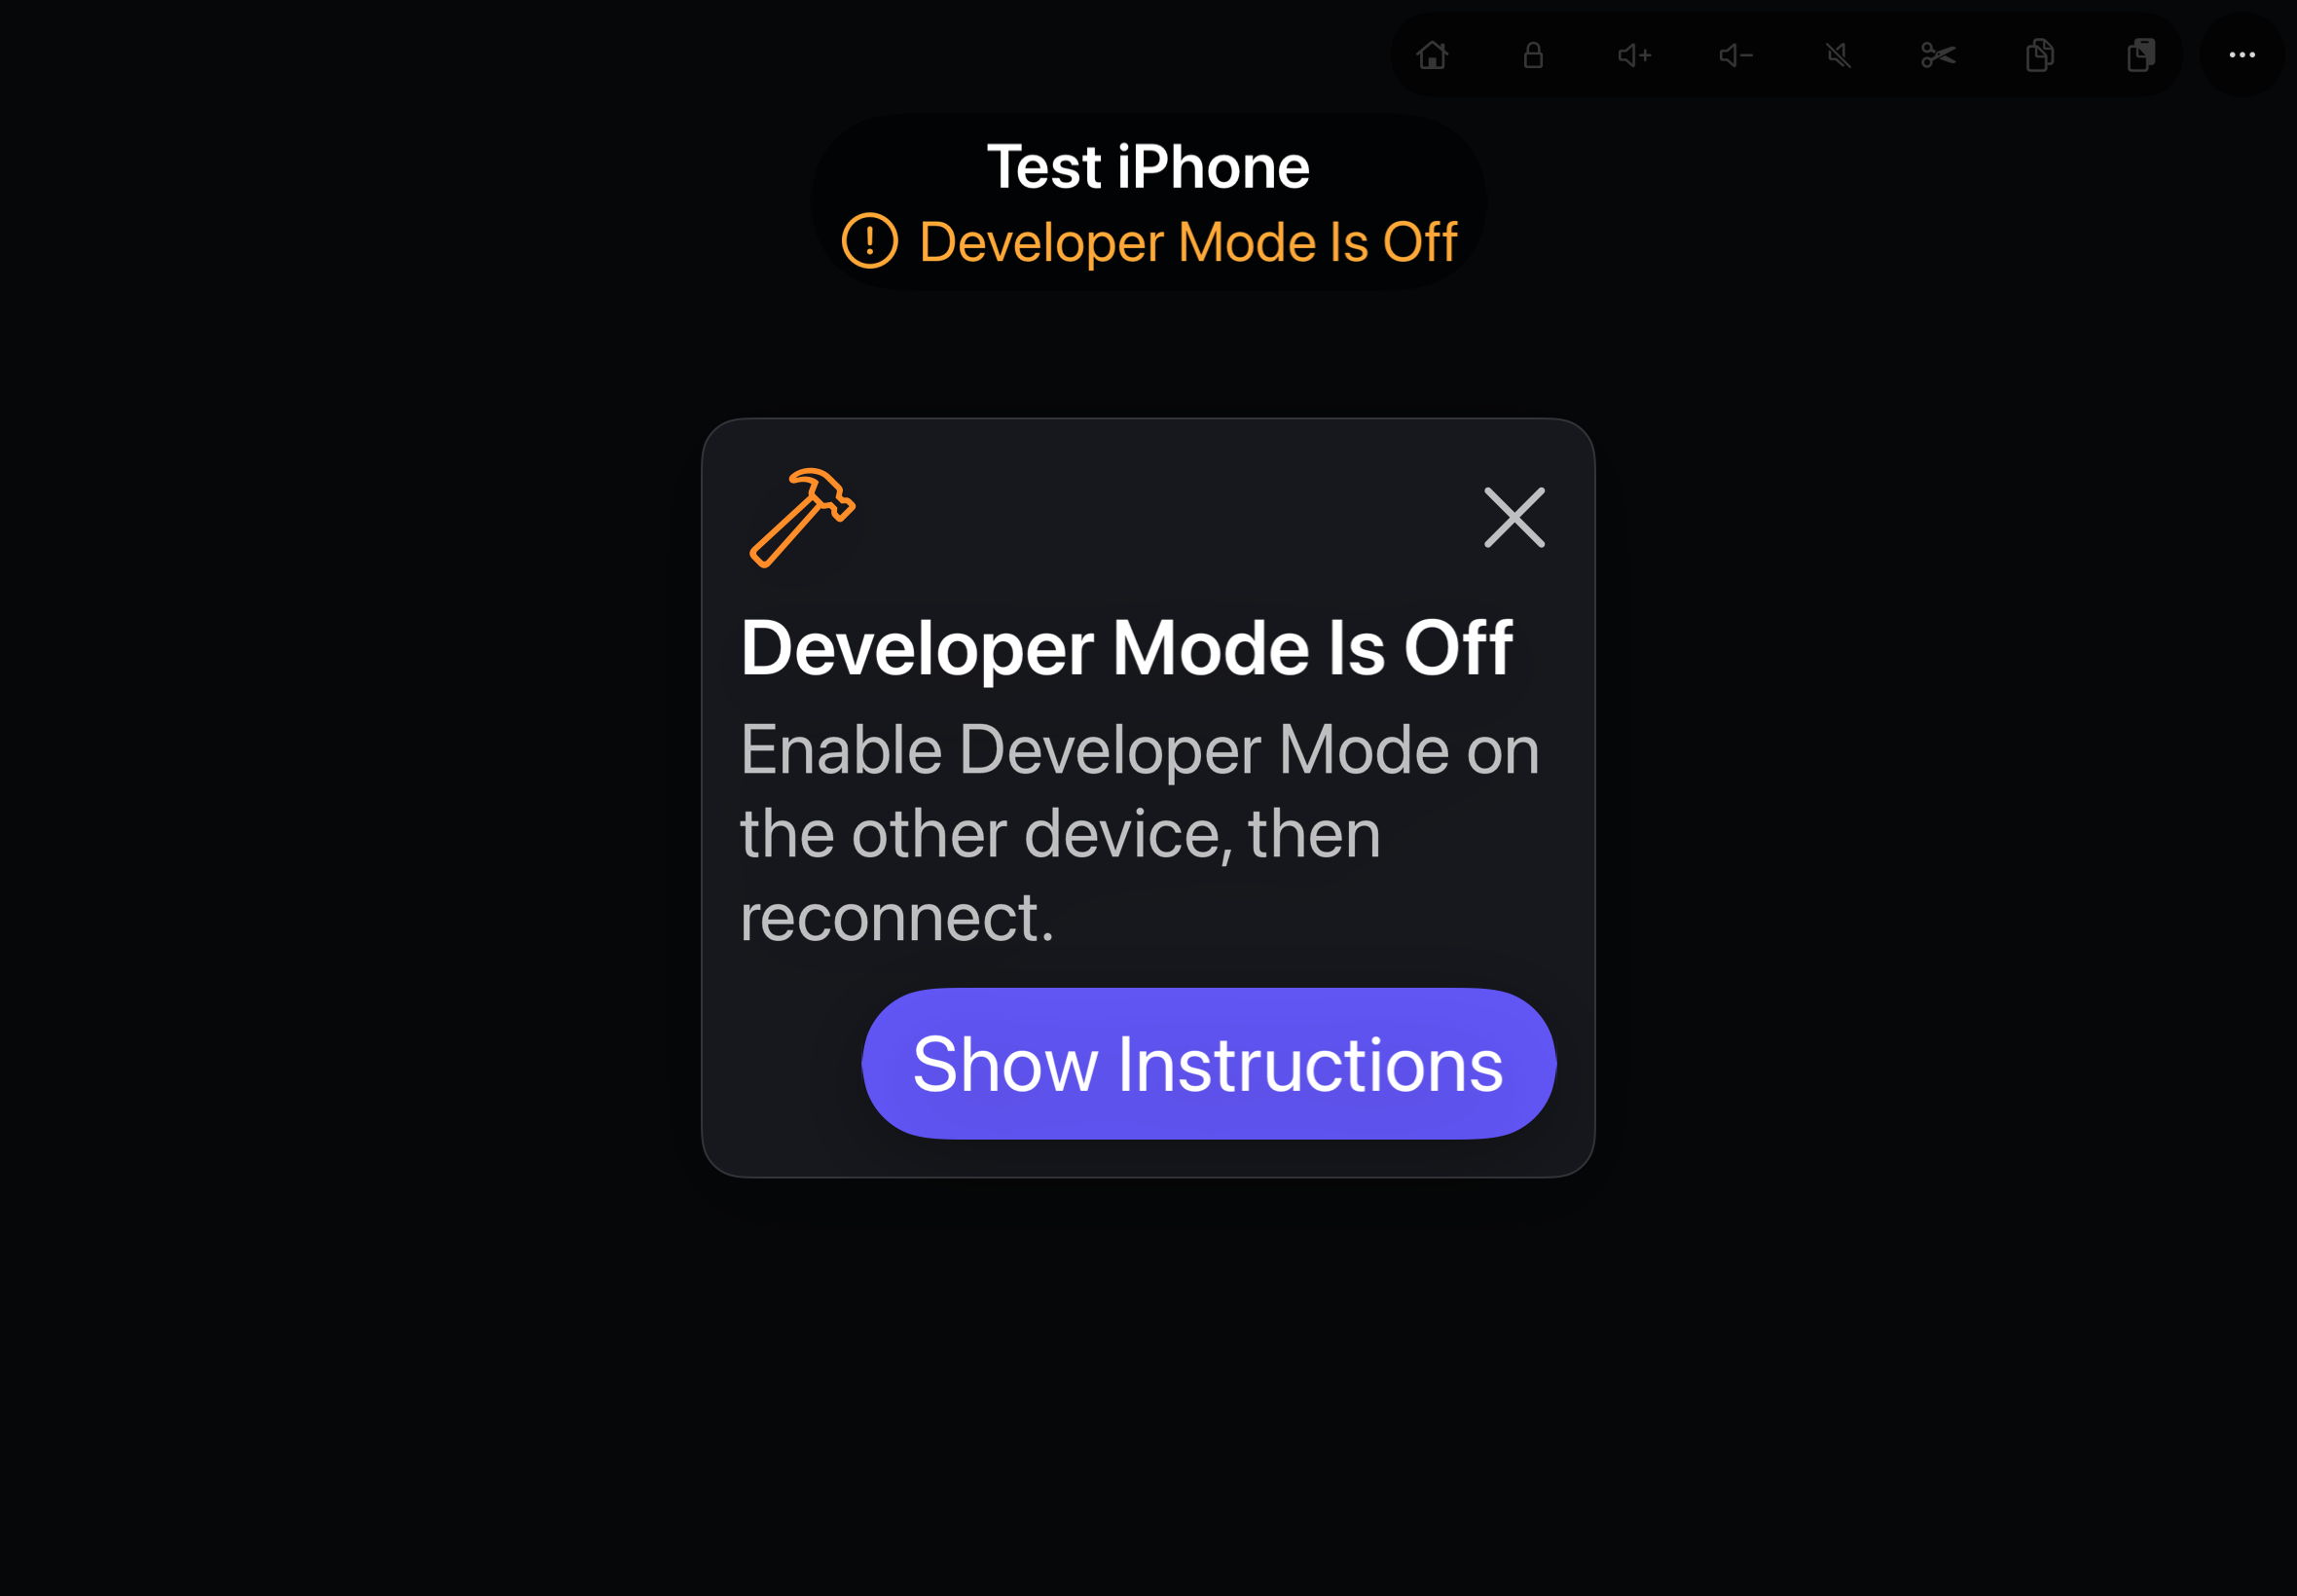 Test iPhone
Developer Mode Is Off
Developer Mode Is Off
Enable Developer Mode on
the other device, then
reconnect.
Show Instructions